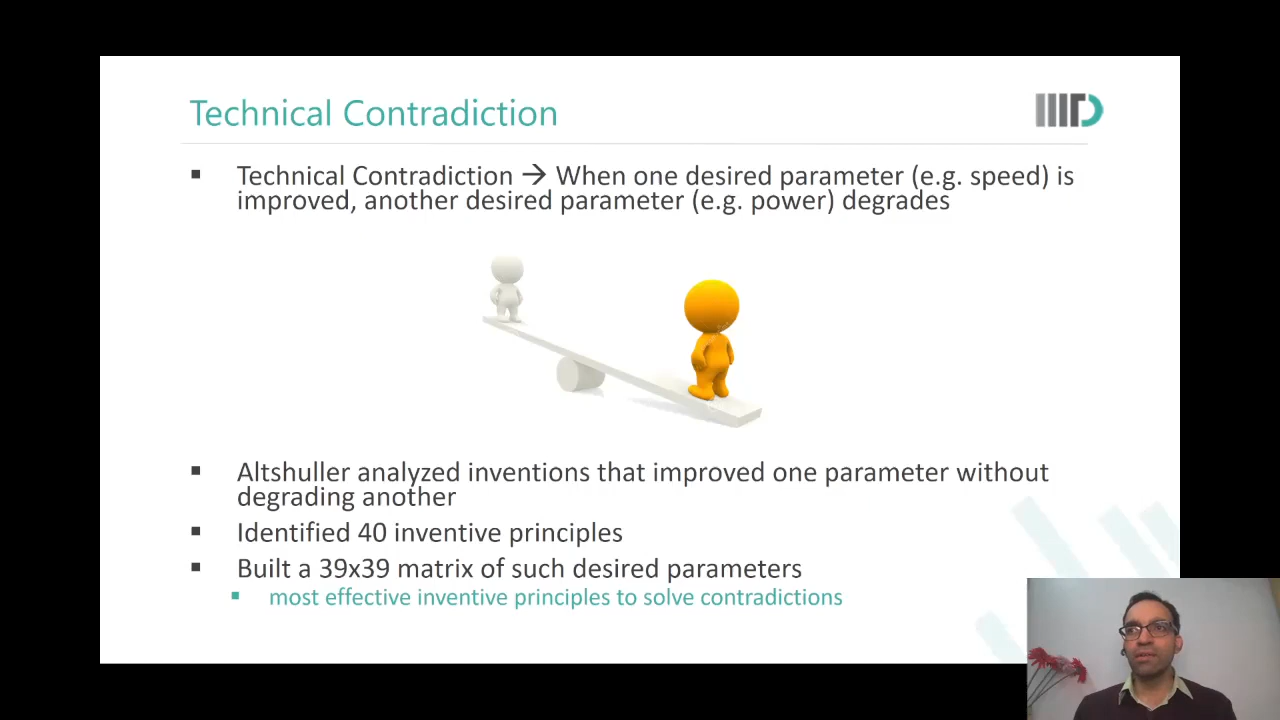 Technical Contradiction
IIITD
▪ Technical Contradiction → When one desired parameter (e.g. speed) is
improved, another desired parameter (e.g. power) degrades
▪ Altshuller analyzed inventions that improved one parameter without
degrading another
▪ Identified 40 inventive principles
▪ Built a 39x39 matrix of such desired parameters
▪ most effective inventive principles to solve contradictions